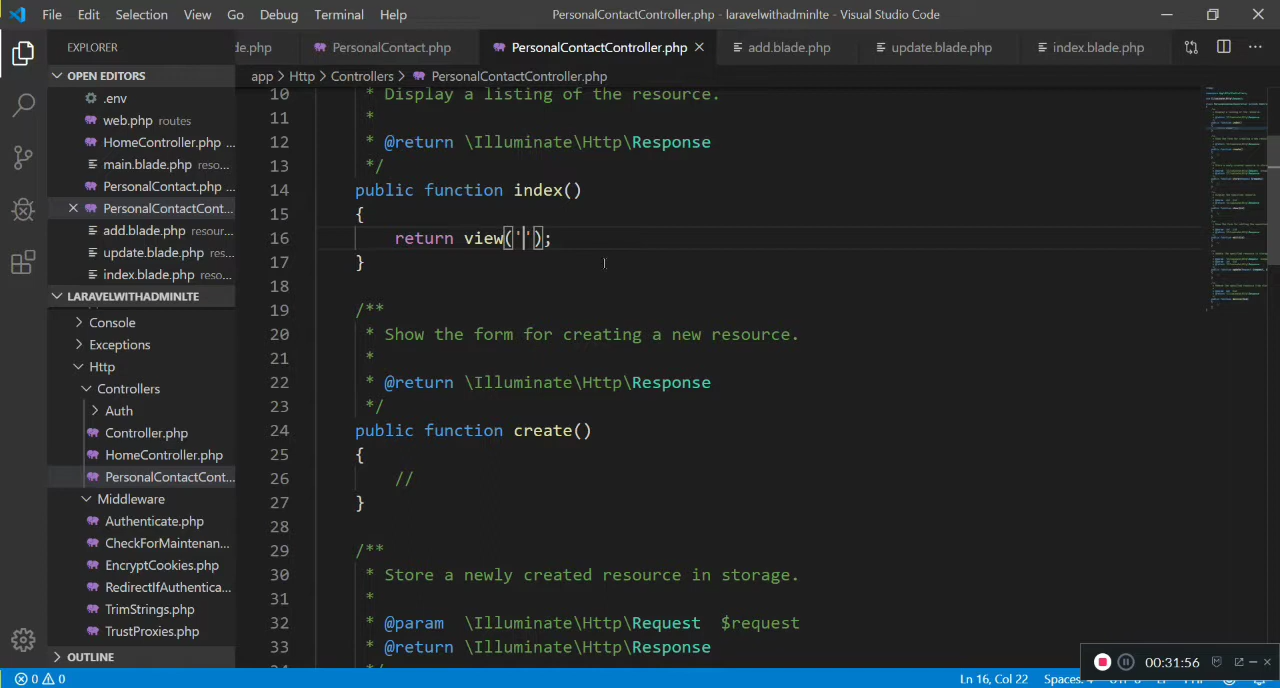 File Edit Selection View Go Debug Terminal Help PersonalContactController.php - laravelwithadminlte - Visual Studio Code
EXPLORER de.php PersonalContact.php PersonalContactController.php add.blade.php update.blade.php index.blade.php
OPEN EDITORS
app > Http > Controllers > PersonalContactController.php
.env
web.php routes
HomeController.php ...
main.blade.php reso...
PersonalContact.php ...
PersonalContactCont...
add.blade.php resour...
update.blade.php res...
index.blade.php reso...
LARAVELWITHADMINLTE
Console
Exceptions
Http
Controllers
Auth
Controller.php
HomeController.php
PersonalContactCont...
Middleware
Authenticate.php
CheckForMaintenan...
EncryptCookies.php
RedirectIfAuthentica...
TrimStrings.php
TrustProxies.php
OUTLINE
10 * Display a listing of the resource.
11 *
12 * @return \Illuminate\Http\Response
13 */
14 public function index()
15 {
16 return view('');
17 }
18
19 /**
20 * Show the form for creating a new resource.
21 *
22 * @return \Illuminate\Http\Response
23 */
24 public function create()
25 {
26 //
27 }
28
29 /**
30 * Store a newly created resource in storage.
31 *
32 * @param \Illuminate\Http\Request $request
33 * @return \Illuminate\Http\Response
00:31:56
0 0 Ln 16, Col 22